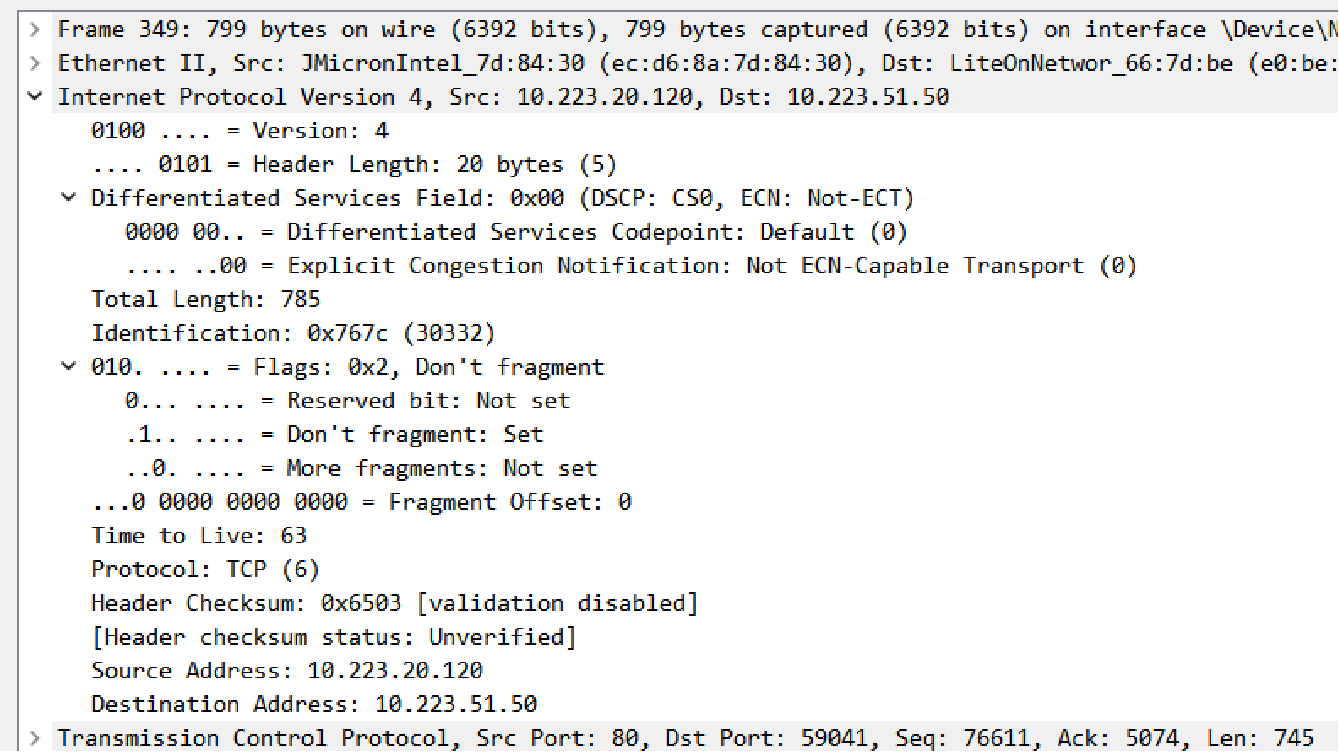 Frame 349: 799 bytes on wire (6392 bits), 799 bytes captured (6392 bits) on interface \Device\N
Ethernet II, Src: JMicronIntel_7d:84:30 (ec:d6:8a:7d:84:30), Dst: LiteOnNetwor_66:7d:be (e0:be:
Internet Protocol Version 4, Src: 10.223.20.120, Dst: 10.223.51.50
0100 .... = Version: 4
.... 0101 = Header Length: 20 bytes (5)
Differentiated Services Field: 0x00 (DSCP: CS0, ECN: Not-ECT)
0000 00.. = Differentiated Services Codepoint: Default (0)
.... ..00 = Explicit Congestion Notification: Not ECN-Capable Transport (0)
Total Length: 785
Identification: 0x767c (30332)
010. .... = Flags: 0x2, Don't fragment
0... .... = Reserved bit: Not set
.1.. .... = Don't fragment: Set
..0. .... = More fragments: Not set
...0 0000 0000 0000 = Fragment Offset: 0
Time to Live: 63
Protocol: TCP (6)
Header Checksum: 0x6503 [validation disabled]
[Header checksum status: Unverified]
Source Address: 10.223.20.120
Destination Address: 10.223.51.50
Transmission Control Protocol, Src Port: 80, Dst Port: 59041, Seq: 76611, Ack: 5074, Len: 745